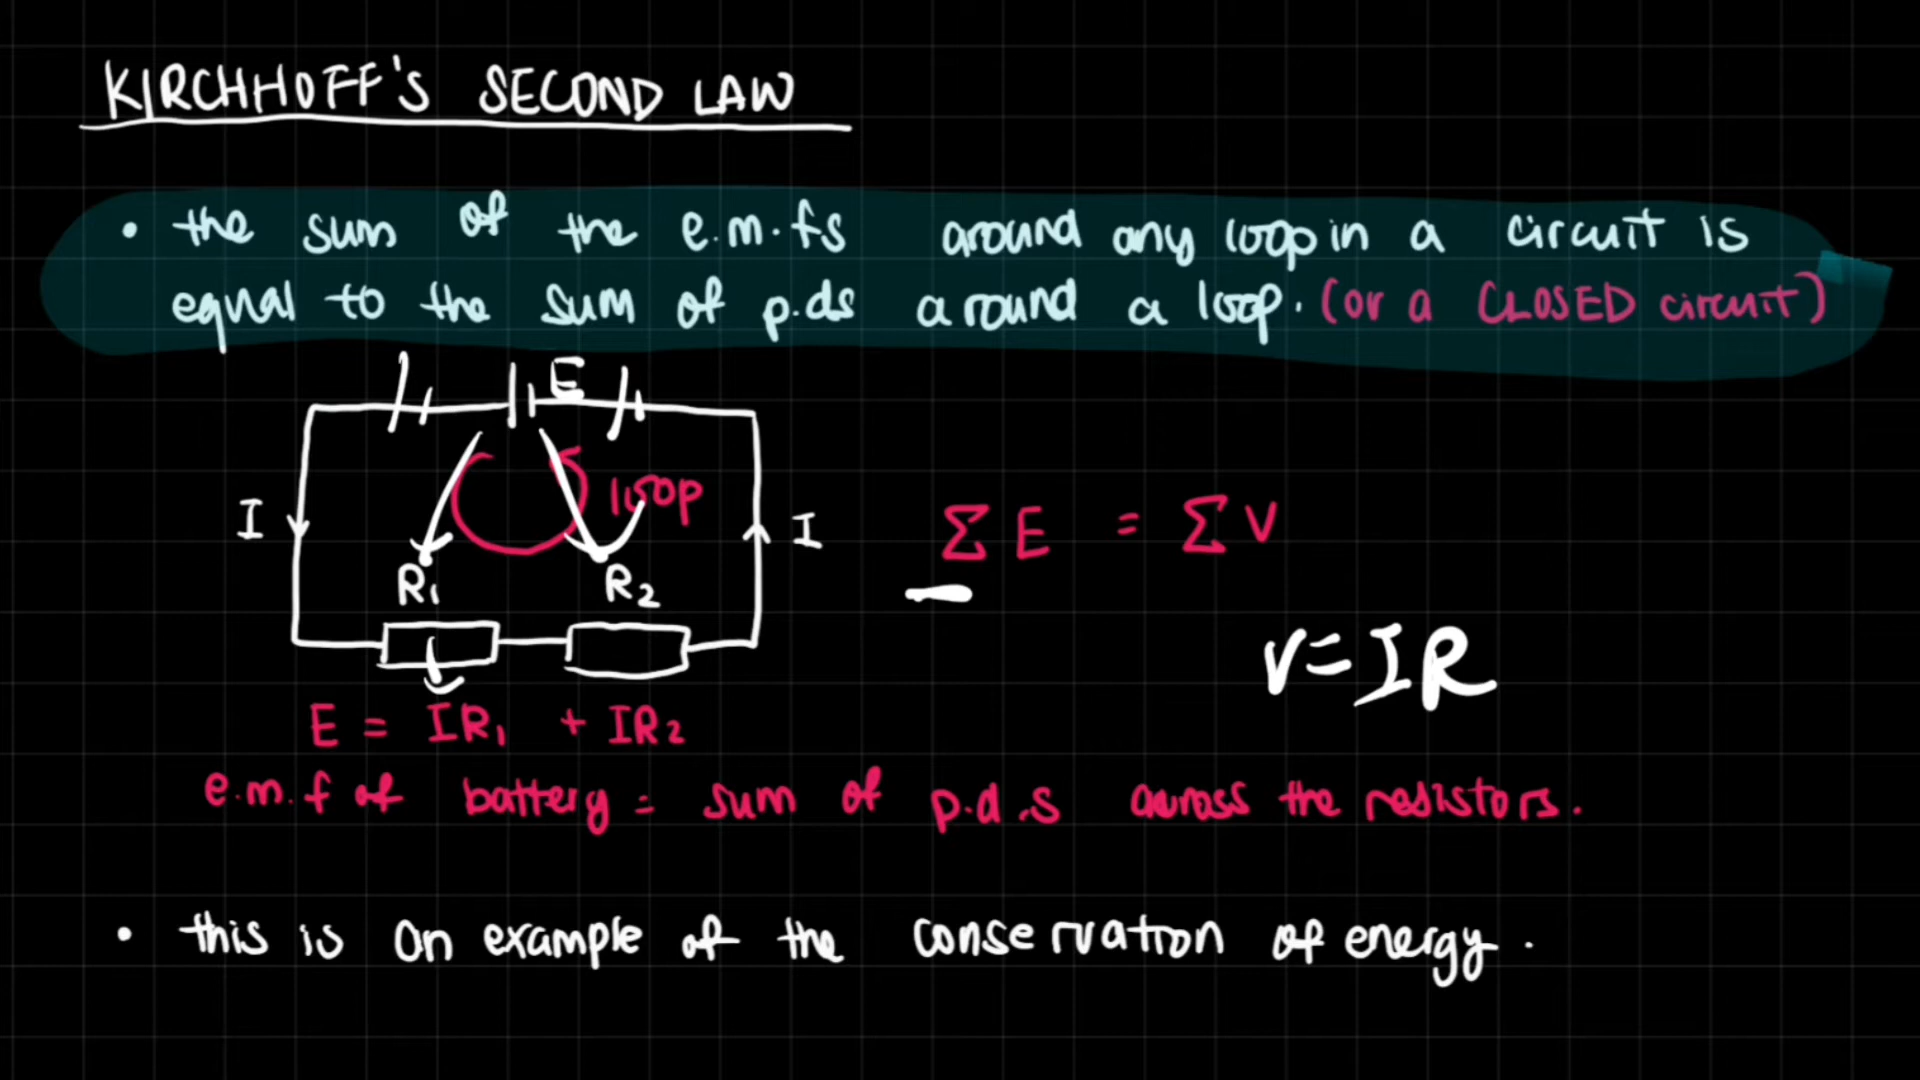 KIRCHHOFF'S SECOND LAW
• the sum of the e.m.fs around any loop in a circuit is
equal to the sum of p.ds around a loop. (or a CLOSED circuit)
E
I
loop
I
R₁
R₂
Σ E = Σ V
V=IR
E = IR₁ + IR₂
e.m.f of battery = sum of p.d.s across the resistors.
• this is an example of the conservation of energy.